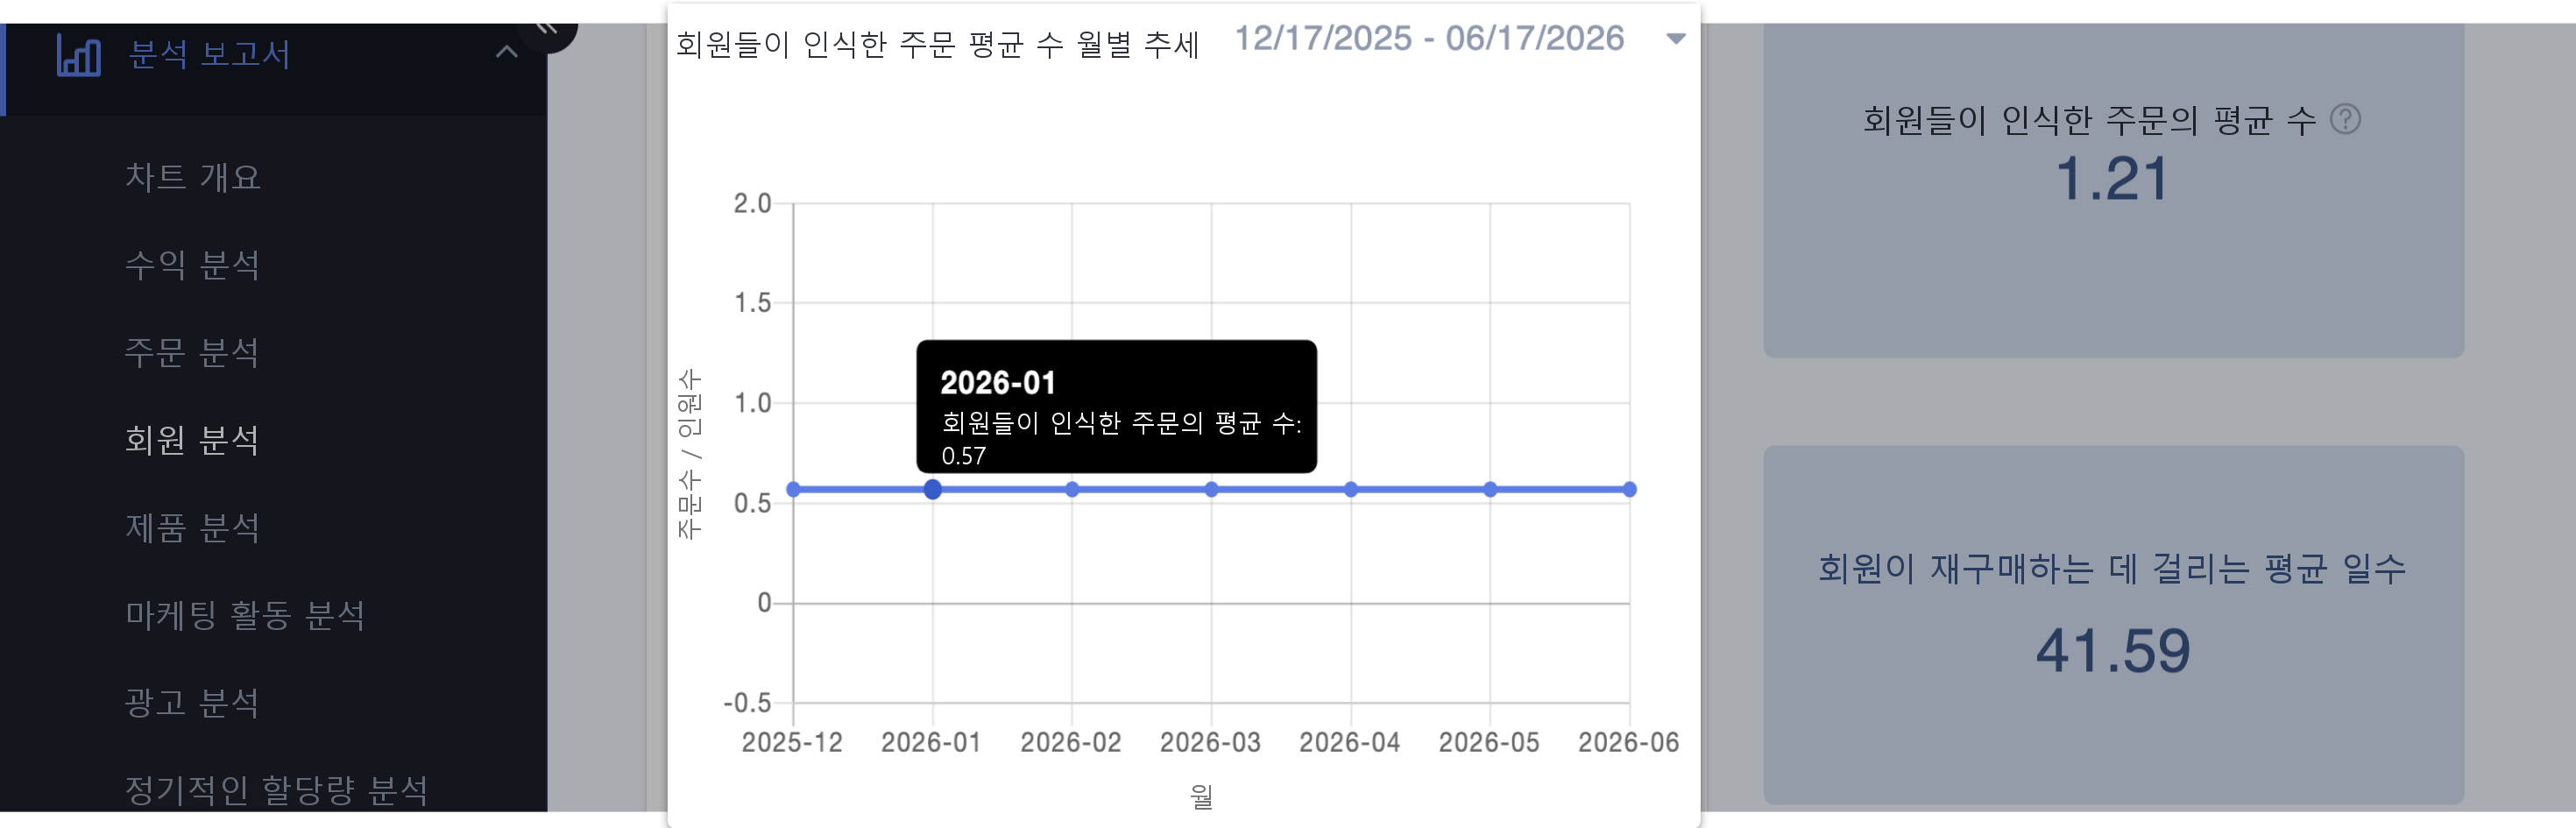 분석 보고서
차트 개요
수익 분석
주문 분석
회원 분석
제품 분석
마케팅 활동 분석
광고 분석
정기적인 할당량 분석
회원들이 인식한 주문 평균 수 월별 추세
12/17/2025 - 06/17/2026
주문수 / 인원수
2.0
1.5
1.0
0.5
0
-0.5
2026-01
회원들이 인식한 주문의 평균 수:
0.57
2025-12 2026-01 2026-02 2026-03 2026-04 2026-05 2026-06
월
회원들이 인식한 주문의 평균 수 ?
1.21
회원이 재구매하는 데 걸리는 평균 일수
41.59